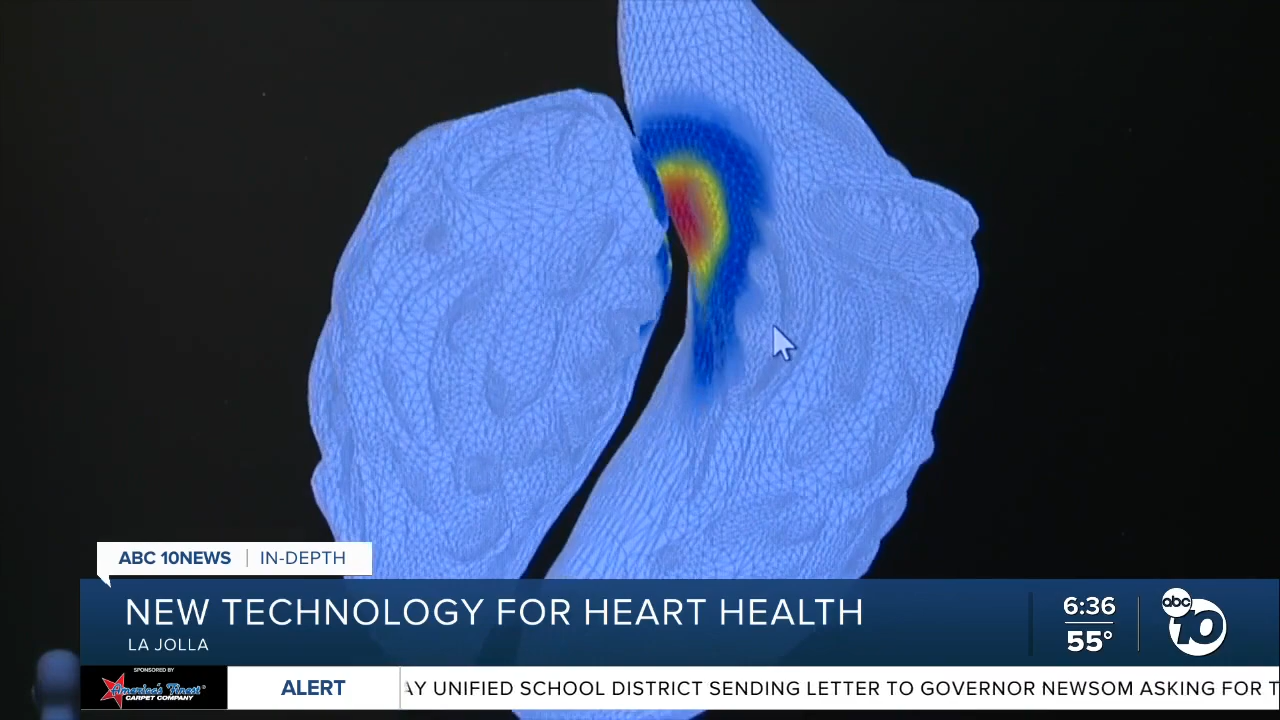 ABC 10NEWS | IN-DEPTH
NEW TECHNOLOGY FOR HEART HEALTH
LA JOLLA
6:36
55°
abc
10
SPONSORED BY
America's Finest
CARPET COMPANY
ALERT
AY UNIFIED SCHOOL DISTRICT SENDING LETTER TO GOVERNOR NEWSOM ASKING FOR T